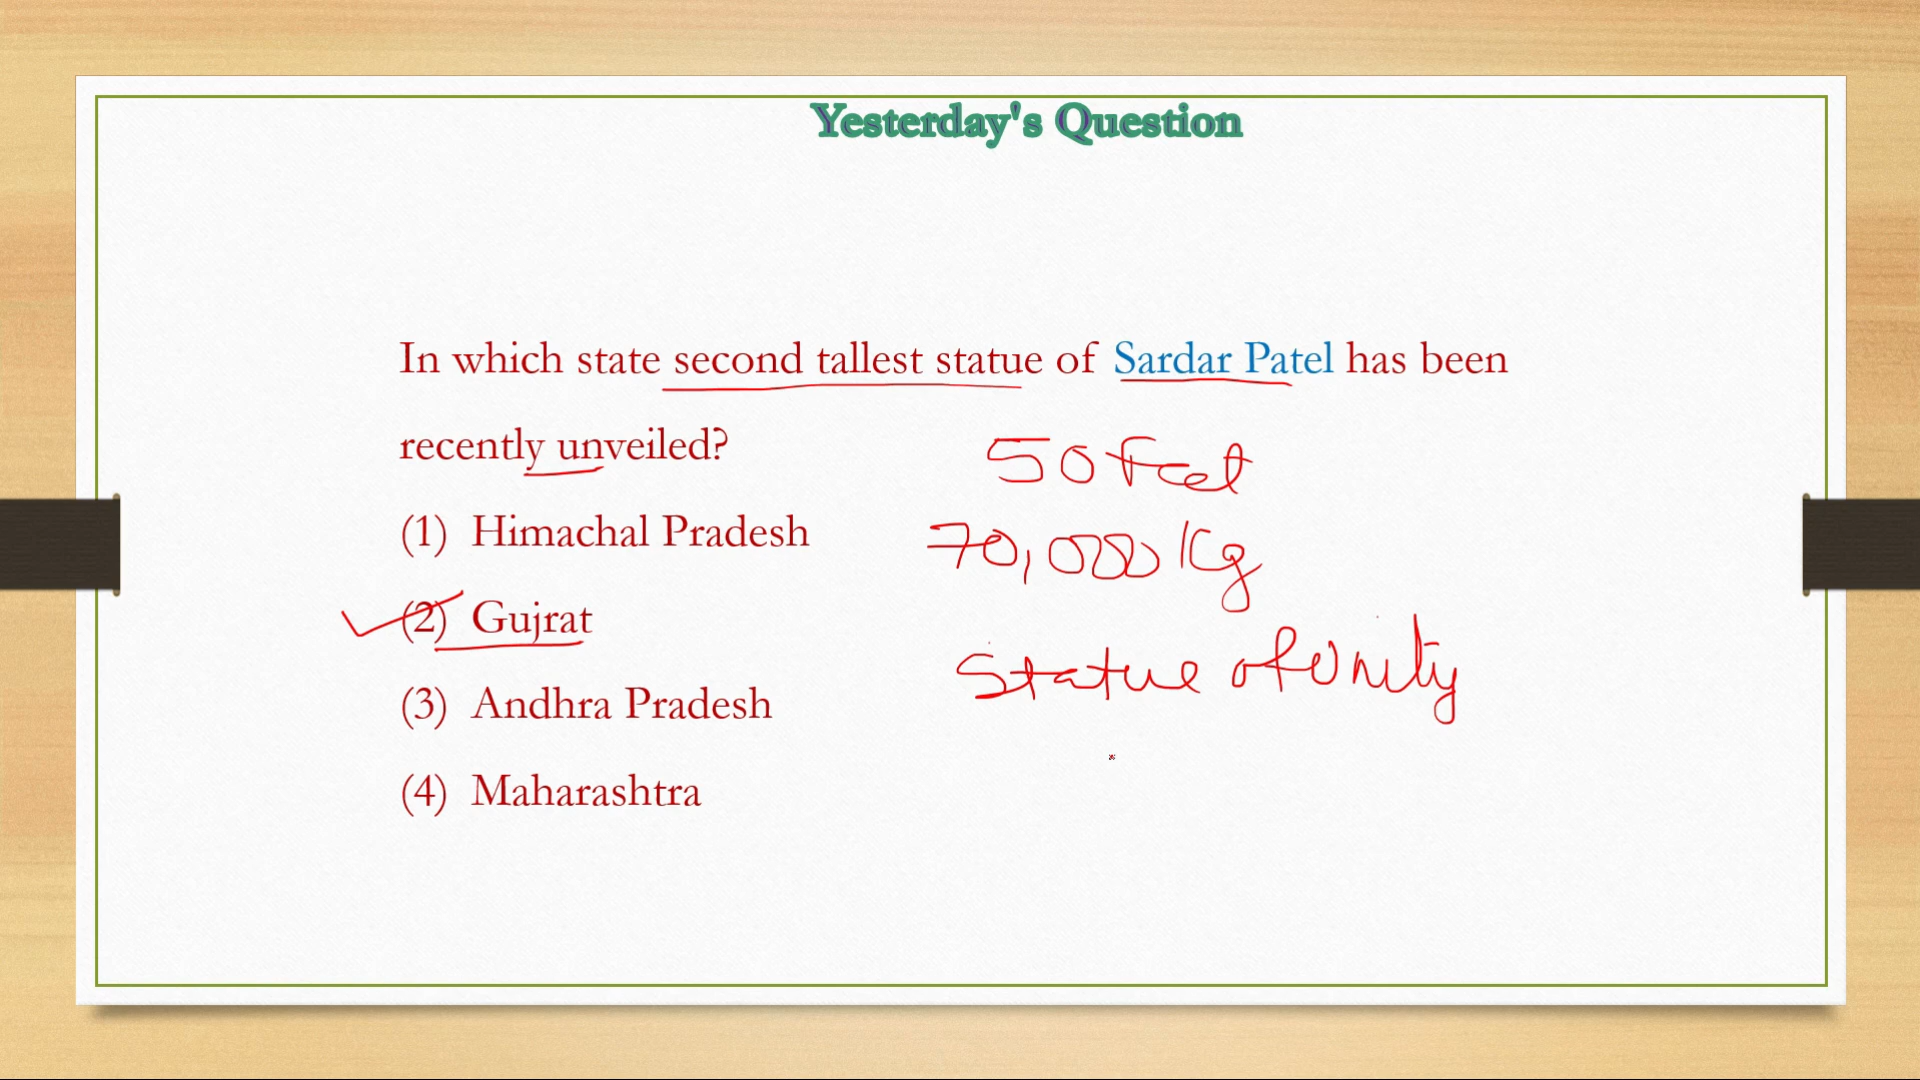 Yesterday's Question
In which state second tallest statue of Sardar Patel has been
recently unveiled?
50 Feet
(1) Himachal Pradesh
70,000 Kg
(2) Gujrat
Statue of Unity
(3) Andhra Pradesh
(4) Maharashtra